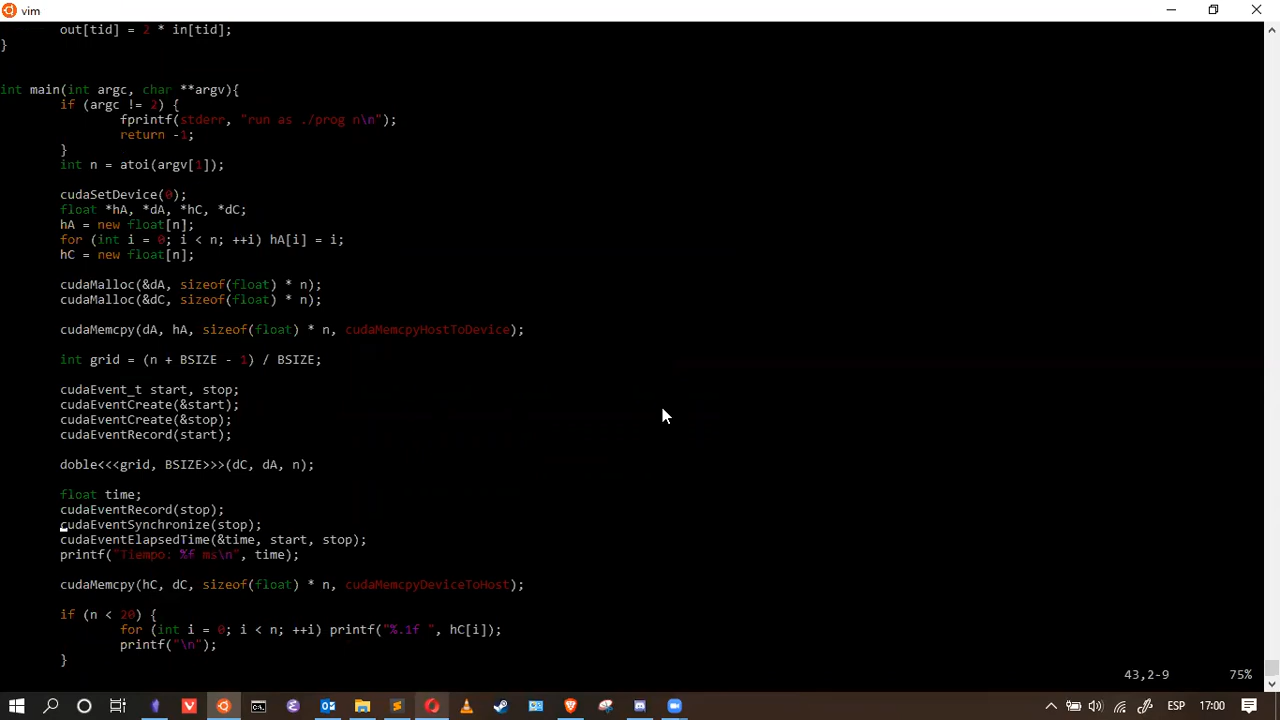 vim
out[tid] = 2 * in[tid];
}
int main(int argc, char **argv){
if (argc != 2) {
fprintf(stderr, "run as ./prog n\n");
return -1;
}
int n = atoi(argv[1]);
cudaSetDevice(0);
float *hA, *dA, *hC, *dC;
hA = new float[n];
for (int i = 0; i < n; ++i) hA[i] = i;
hC = new float[n];
cudaMalloc(&dA, sizeof(float) * n);
cudaMalloc(&dC, sizeof(float) * n);
cudaMemcpy(dA, hA, sizeof(float) * n, cudaMemcpyHostToDevice);
int grid = (n + BSIZE - 1) / BSIZE;
cudaEvent_t start, stop;
cudaEventCreate(&start);
cudaEventCreate(&stop);
cudaEventRecord(start);
doble<<<grid, BSIZE>>>(dC, dA, n);
float time;
cudaEventRecord(stop);
cudaEventSynchronize(stop);
cudaEventElapsedTime(&time, start, stop);
printf("Tiempo: %f ms\n", time);
cudaMemcpy(hC, dC, sizeof(float) * n, cudaMemcpyDeviceToHost);
if (n < 20) {
for (int i = 0; i < n; ++i) printf("%.1f ", hC[i]);
printf("\n");
}
43,2-9 75%
ESP 17:00